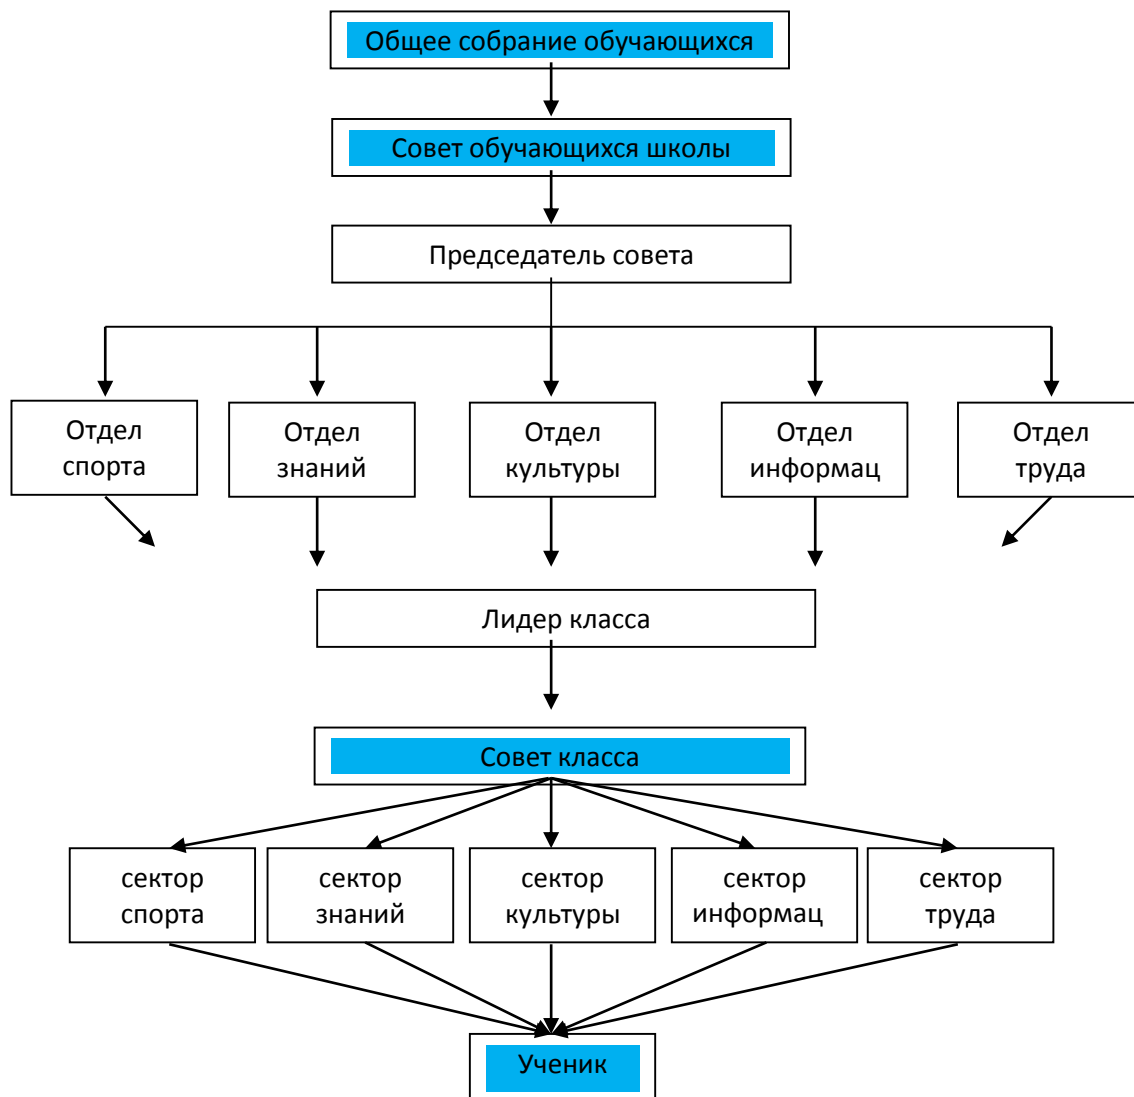 Общее собрание обучающихся
Совет обучающихся школы
Председатель совета
Отдел
спорта
Отдел
знаний
Отдел
культуры
Отдел
информац
Отдел
труда
Лидер класса
Совет класса
сектор
спорта
сектор
знаний
сектор
культуры
сектор
информац
сектор
труда
Ученик